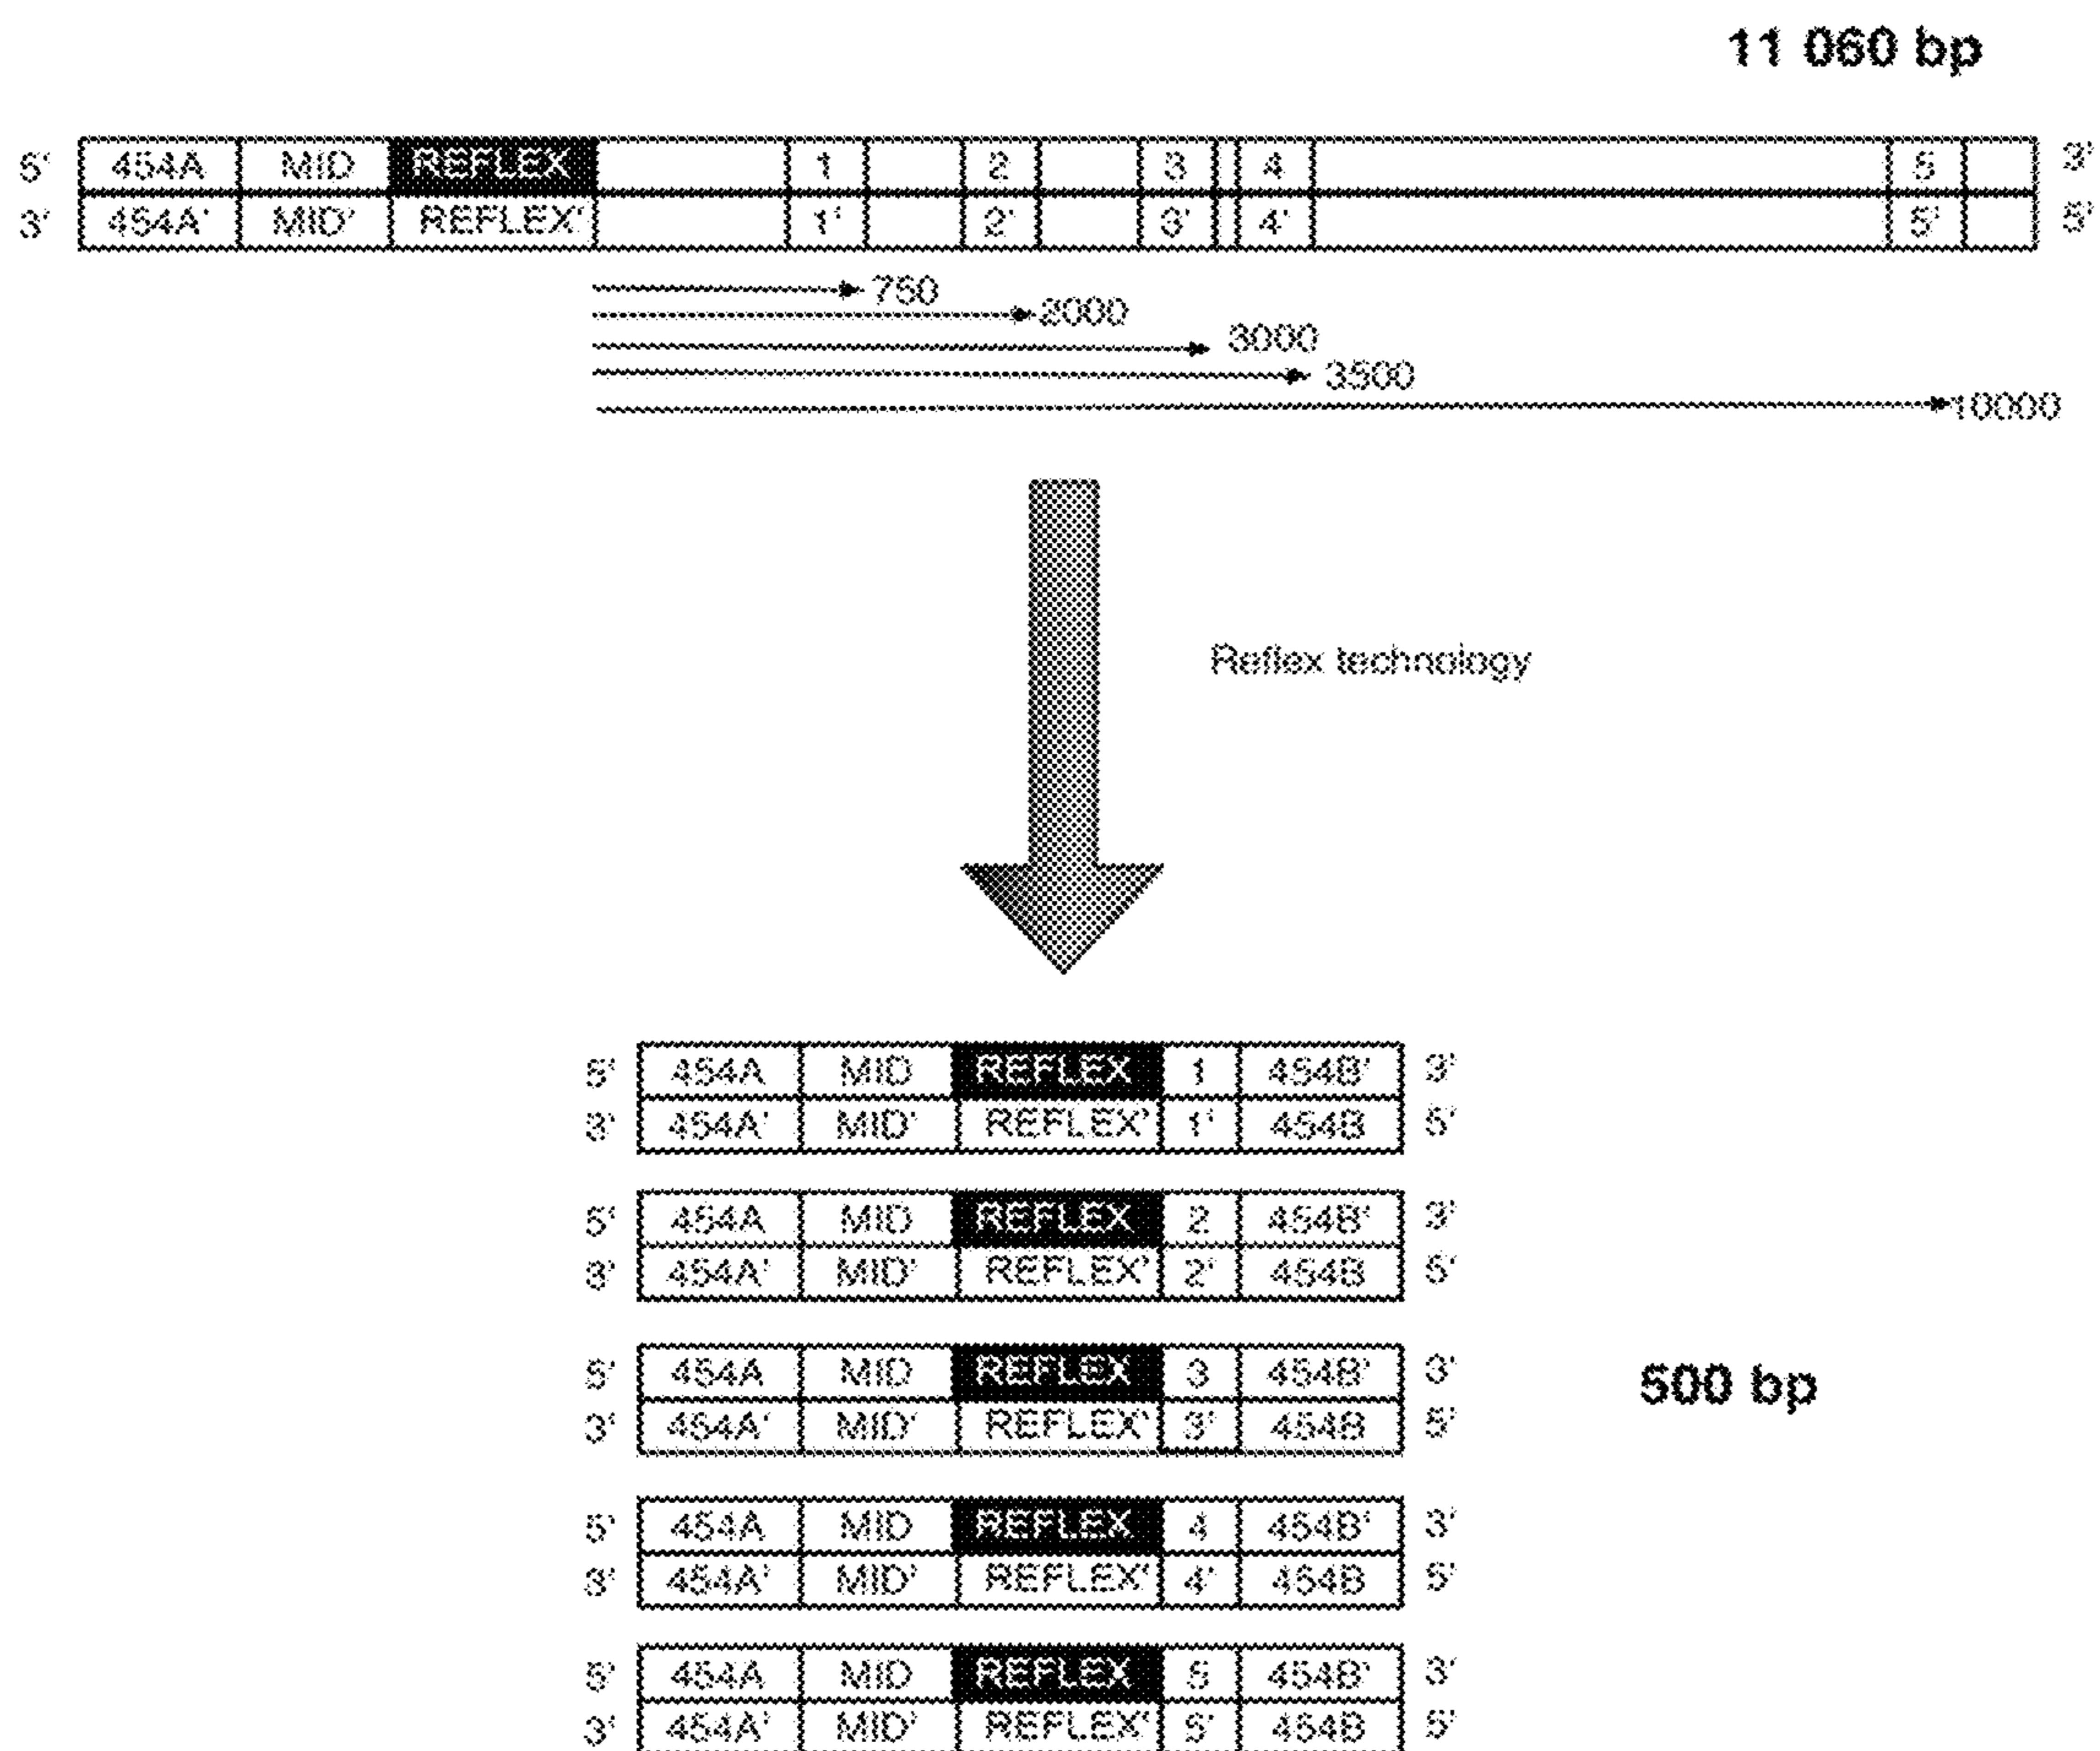 11 060 bp
5' 454A MID REFLEX 1 2 3 4 5 3'
3' 454A' MID' REFLEX' 1' 2' 3' 4' 5' 5'
750
2000
3000
3500
10000
Reflex technology
5' 454A MID REFLEX 1 454B' 3'
3' 454A' MID' REFLEX' 1' 454B 5'
5' 454A MID REFLEX 2 454B' 3'
3' 454A' MID' REFLEX' 2' 454B 5'
5' 454A MID REFLEX 3 454B' 3'
3' 454A' MID' REFLEX' 3' 454B 5'
500 bp
5' 454A MID REFLEX 4 454B' 3'
3' 454A' MID' REFLEX' 4' 454B 5'
5' 454A MID REFLEX 5 454B' 3'
3' 454A' MID' REFLEX' 5' 454B 5'